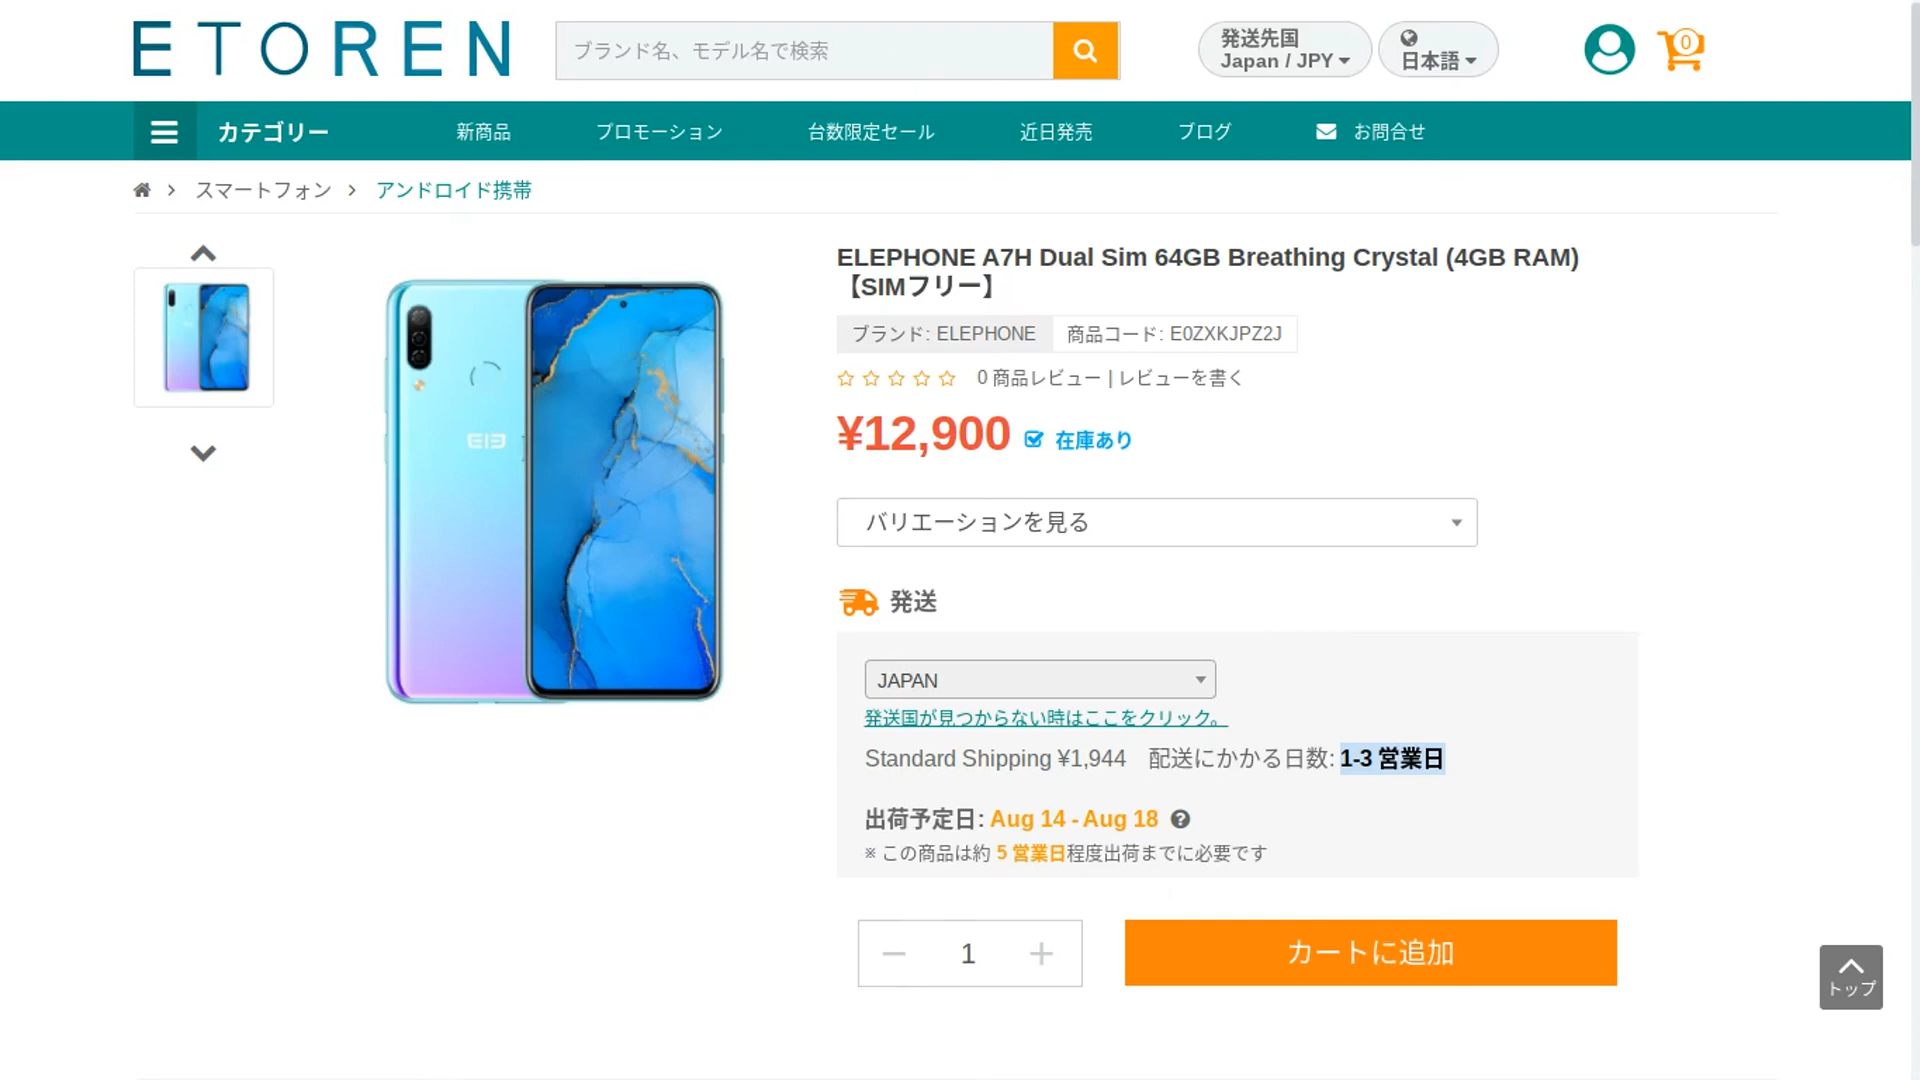 ETOREN
ブランド名、モデル名で検索
発送先国
Japan / JPY
日本語
0
カテゴリー
新商品
プロモーション
台数限定セール
近日発売
ブログ
お問合せ
スマートフォン
アンドロイド携帯
ELEPHONE A7H Dual Sim 64GB Breathing Crystal (4GB RAM)
【SIMフリー】
ブランド: ELEPHONE
商品コード: E0ZXKJPZ2J
0 商品レビュー | レビューを書く
¥12,900 在庫あり
バリエーションを見る
発送
JAPAN
発送国が見つからない時はここをクリック。
Standard Shipping ¥1,944 配送にかかる日数: 1-3 営業日
出荷予定日: Aug 14 - Aug 18
※ この商品は約 5 営業日程度出荷までに必要です
1
カートに追加
トップ